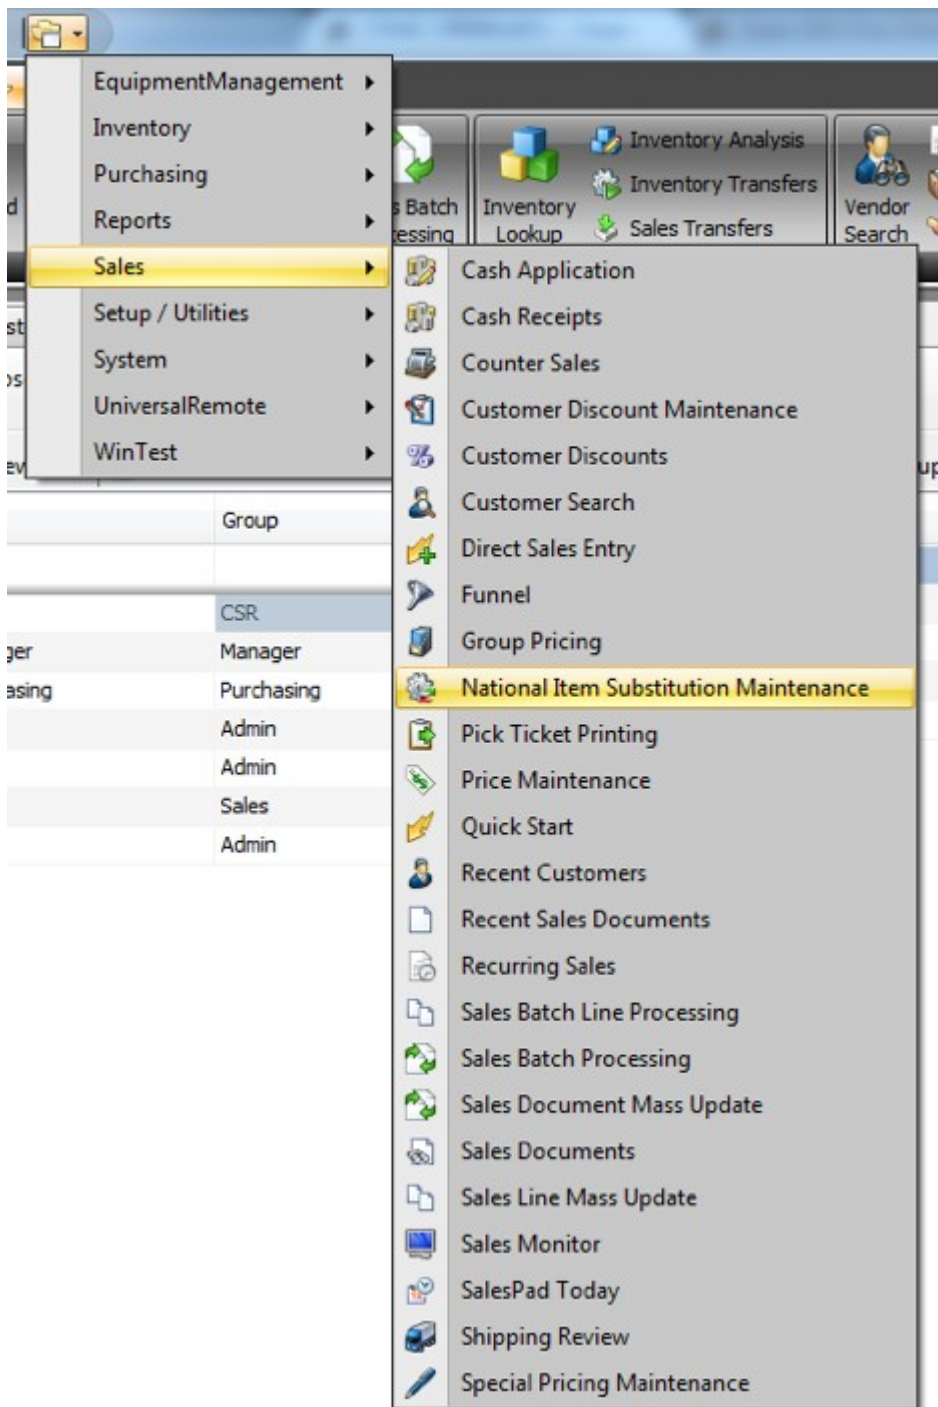 EquipmentManagement
Inventory
Purchasing
Reports
Sales
Setup / Utilities
System
UniversalRemote
WinTest
Batch
Inventory
Lookup
Inventory Analysis
Inventory Transfers
Sales Transfers
Vendor
Search
Cash Application
Cash Receipts
Counter Sales
Customer Discount Maintenance
Customer Discounts
Customer Search
Direct Sales Entry
Funnel
Group Pricing
National Item Substitution Maintenance
Pick Ticket Printing
Price Maintenance
Quick Start
Recent Customers
Recent Sales Documents
Recurring Sales
Sales Batch Line Processing
Sales Batch Processing
Sales Document Mass Update
Sales Documents
Sales Line Mass Update
Sales Monitor
SalesPad Today
Shipping Review
Special Pricing Maintenance
Group
CSR
Manager
Purchasing
Admin
Admin
Sales
Admin